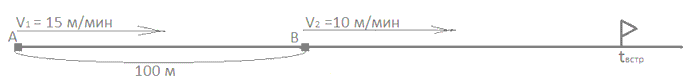 V₁ = 15 м/мин
V₂ =10 м/мин
A
B
100 м
tвстр